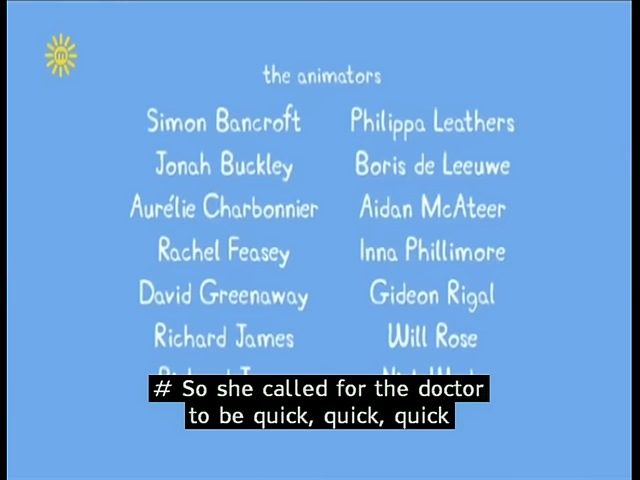 m
the animators
Simon Bancroft Philippa Leathers
Jonah Buckley Boris de Leeuwe
Aurélie Charbonnier Aidan McAteer
Rachel Feasey Inna Phillimore
David Greenaway Gideon Rigal
Richard James Will Rose
# So she called for the doctor
to be quick, quick, quick